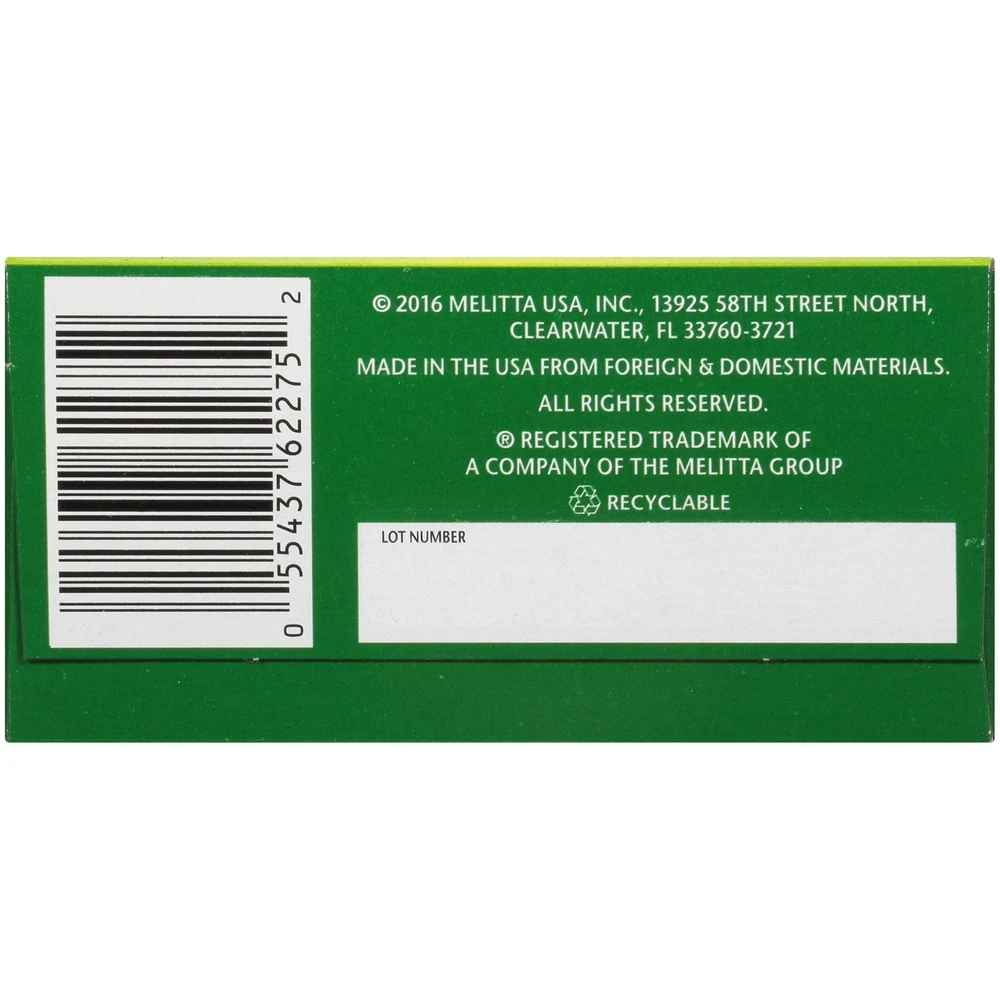 0 55437 62275 2
© 2016 MELITTA USA, INC., 13925 58TH STREET NORTH,
CLEARWATER, FL 33760-3721
MADE IN THE USA FROM FOREIGN & DOMESTIC MATERIALS.
ALL RIGHTS RESERVED.
® REGISTERED TRADEMARK OF
A COMPANY OF THE MELITTA GROUP
RECYCLABLE
LOT NUMBER